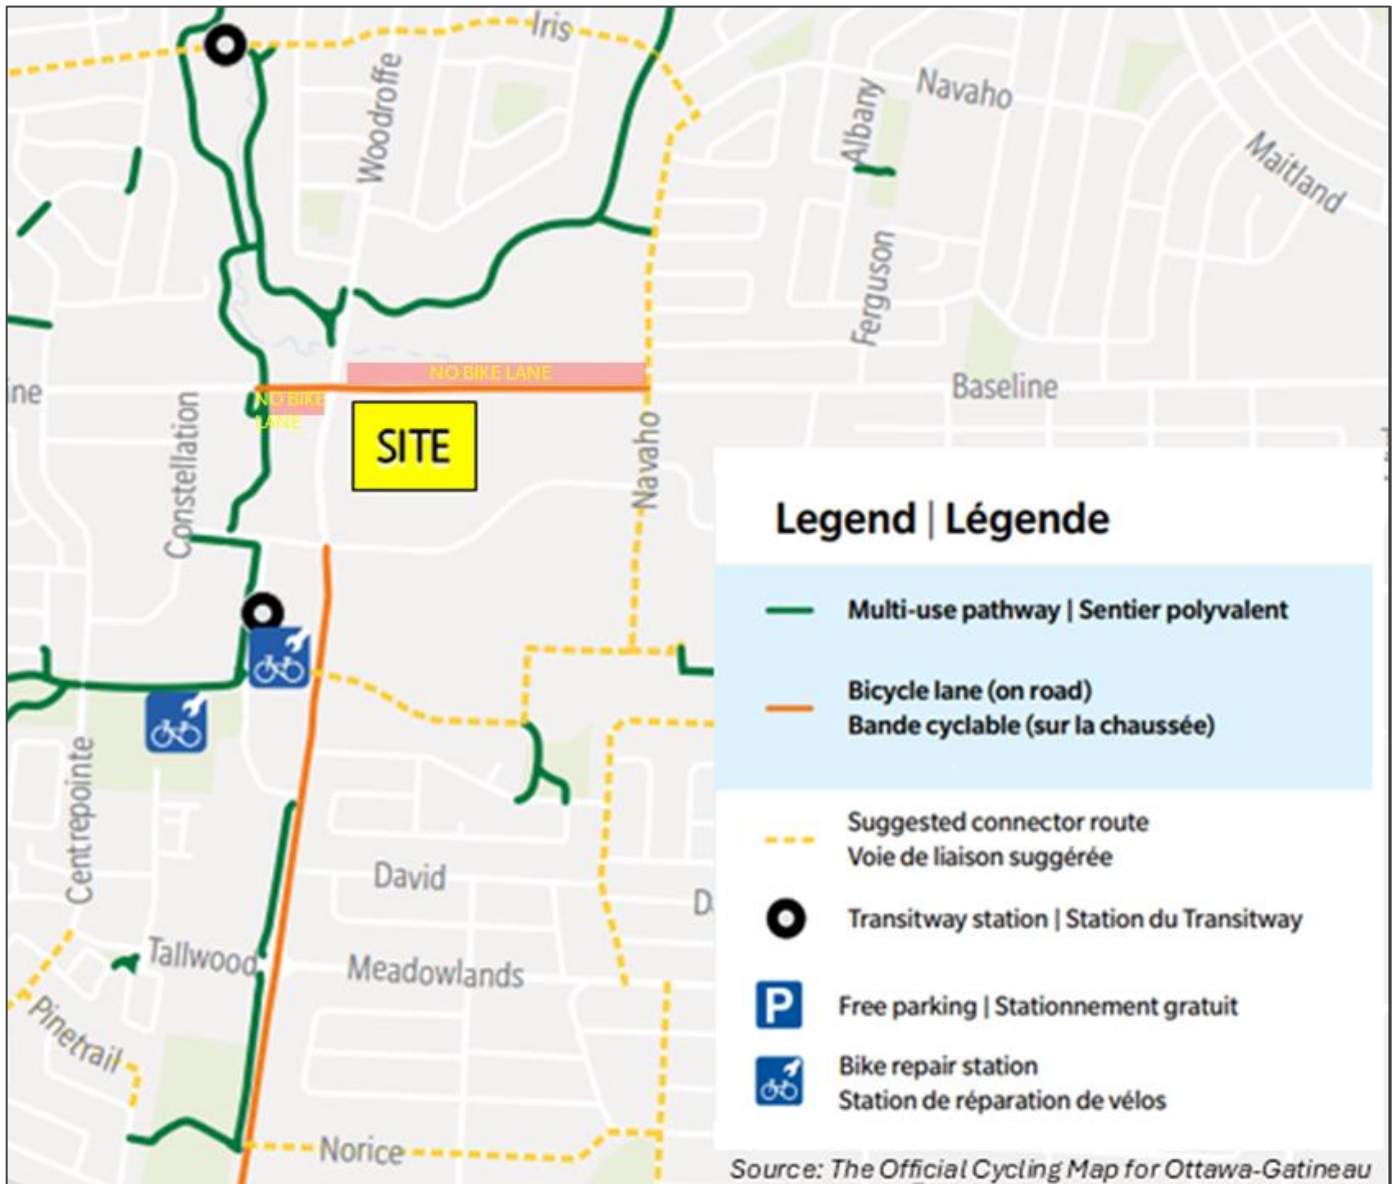 Iris
Woodroffe
Navaho
Albany
Maitland
Ferguson
NO BIKE LANE
ine
Baseline
NO BIKE
LANE
SITE
Constellation
Navaho
Legend | Légende
Multi-use pathway | Sentier polyvalent
Bicycle lane (on road)
Bande cyclable (sur la chaussée)
Centrepointe
Suggested connector route
Voie de liaison suggérée
David
D
Transitway station | Station du Transitway
Tallwood
Meadowlands
P
Free parking | Stationnement gratuit
Pinetrail
Bike repair station
Station de réparation de vélos
Norice
Source: The Official Cycling Map for Ottawa-Gatineau